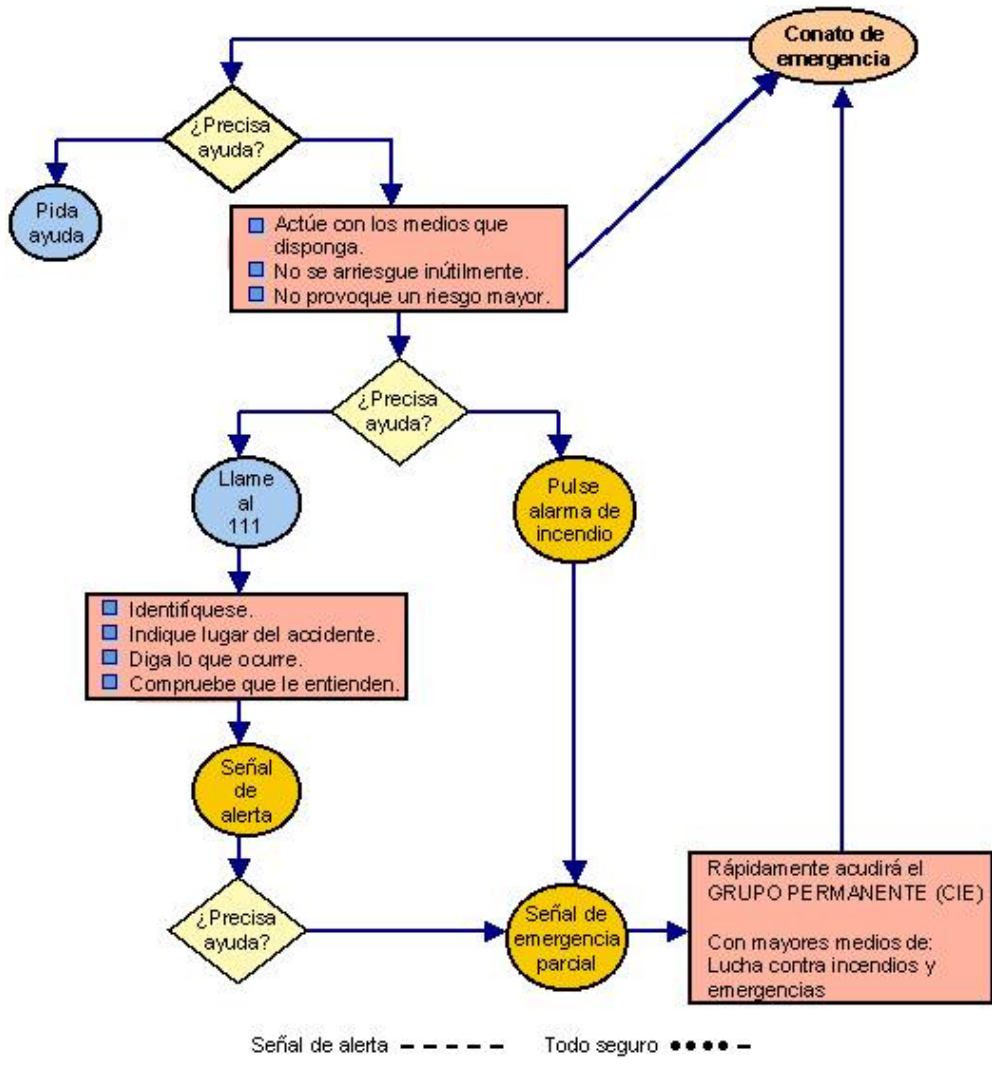 Conato de
emergencia
¿Precisa
ayuda?
Pida
ayuda
Actúe con los medios que
disponga.
No se arriesgue inútilmente.
No provoque un riesgo mayor.
¿Precisa
ayuda?
Llame
al
111
Pulse
alarma de
incendio
Identifíquese.
Indique lugar del accidente.
Diga lo que ocurre.
Compruebe que le entienden.
Señal
de
alerta
¿Precisa
ayuda?
Señal de
emergencia
parcial
Rápidamente acudirá el
GRUPO PERMANENTE (CIE)
Con mayores medios de:
Lucha contra incendios y
emergencias
Señal de alerta Todo seguro